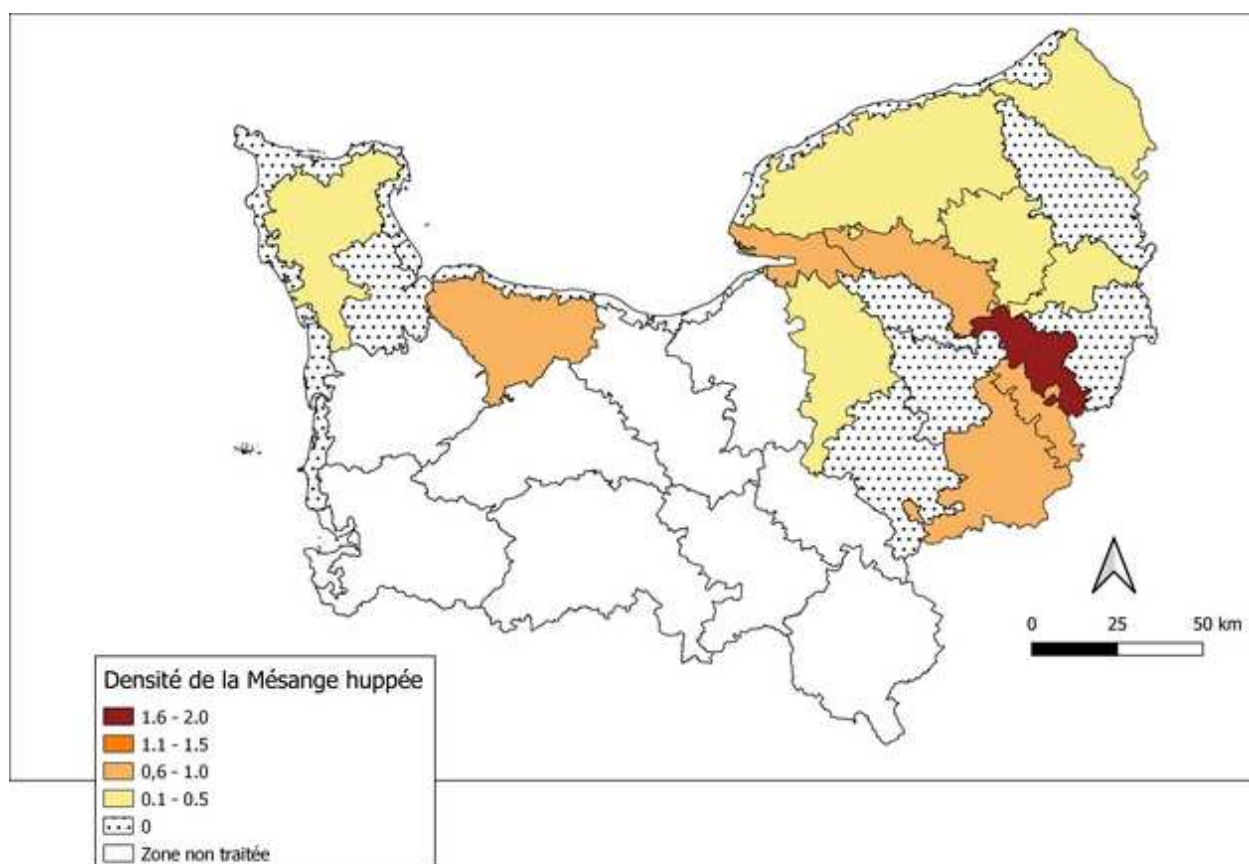 0 25 50 km
Densité de la Mésange huppée
1.6 - 2.0
1.1 - 1.5
0,6 - 1.0
0.1 - 0.5
0
Zone non traitée